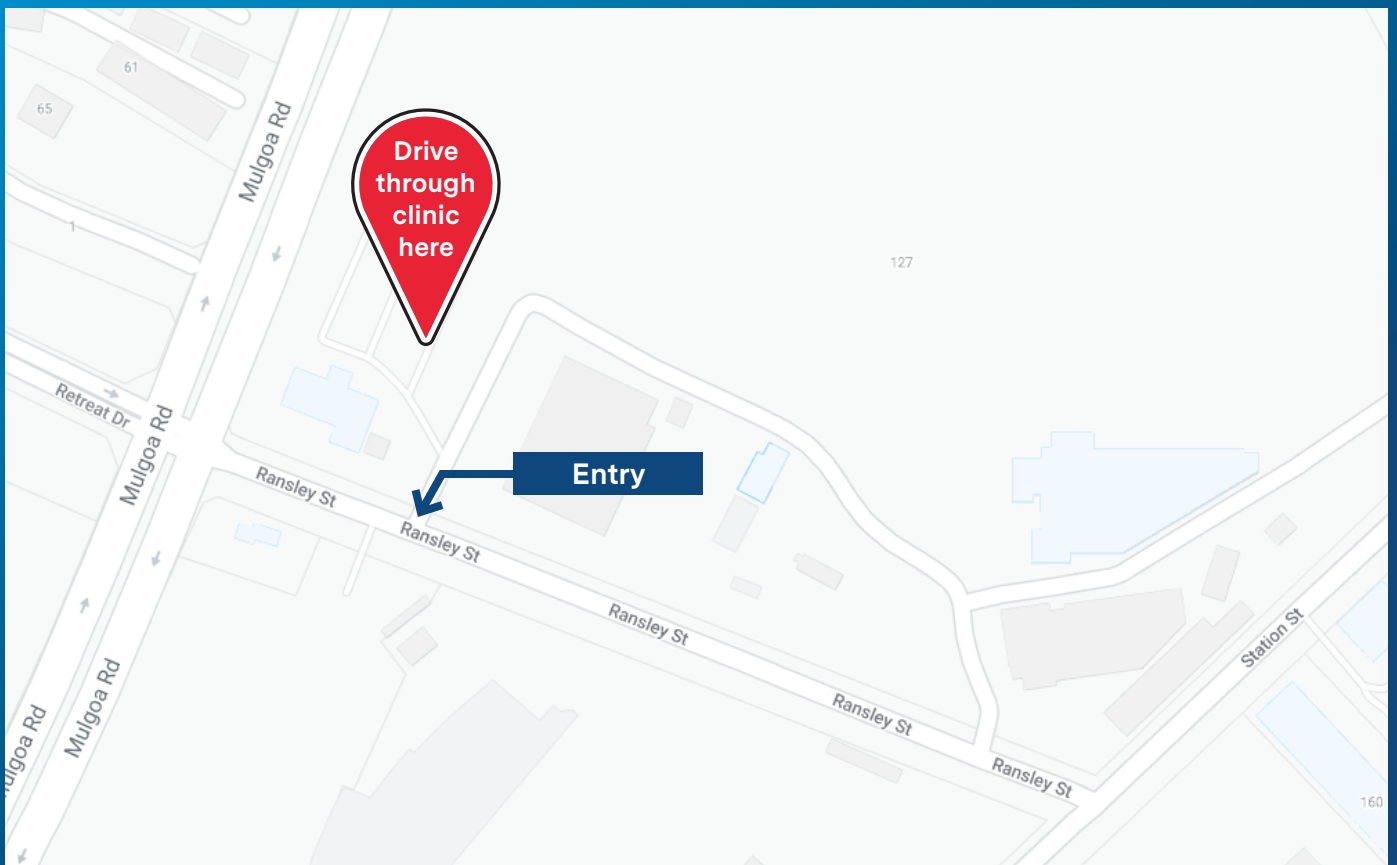 61
65
Mulgoa Rd
Drive
through
clinic
here
1
127
Retreat Dr
Mulgoa Rd
Entry
Ransley St
Ransley St
Ransley St
Station St
Mulgoa Rd
Ransley St
Mulgoa Rd
Ransley St
160